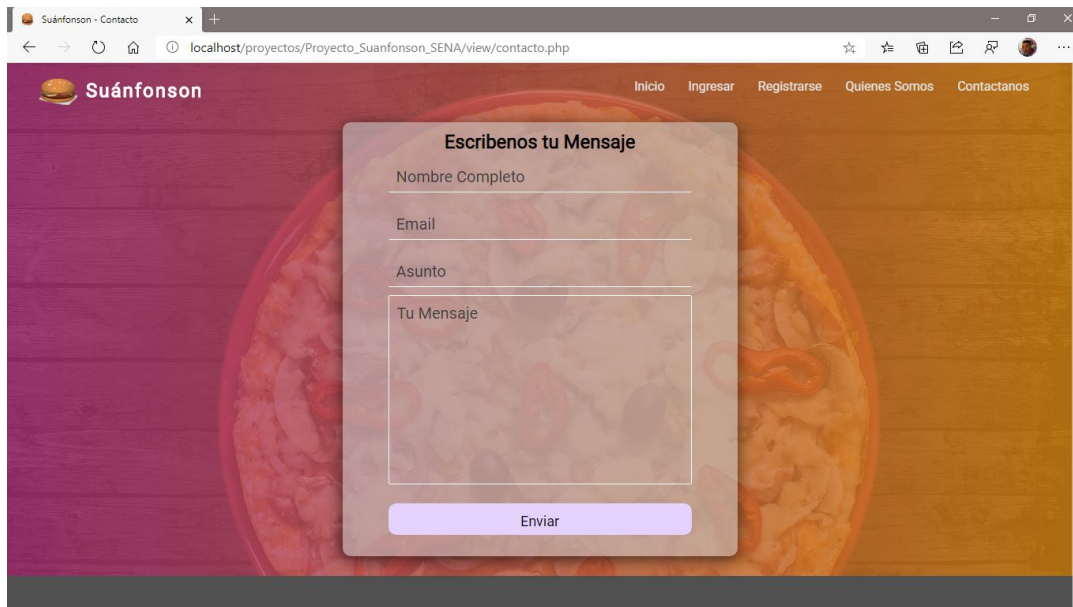 Suánfonson - Contacto
localhost/proyectos/Proyecto_Suanfonson_SENA/view/contacto.php
Suánfonson
Inicio Ingresar Registrarse Quienes Somos Contactanos
Escribenos tu Mensaje
Nombre Completo
Email
Asunto
Tu Mensaje
Enviar